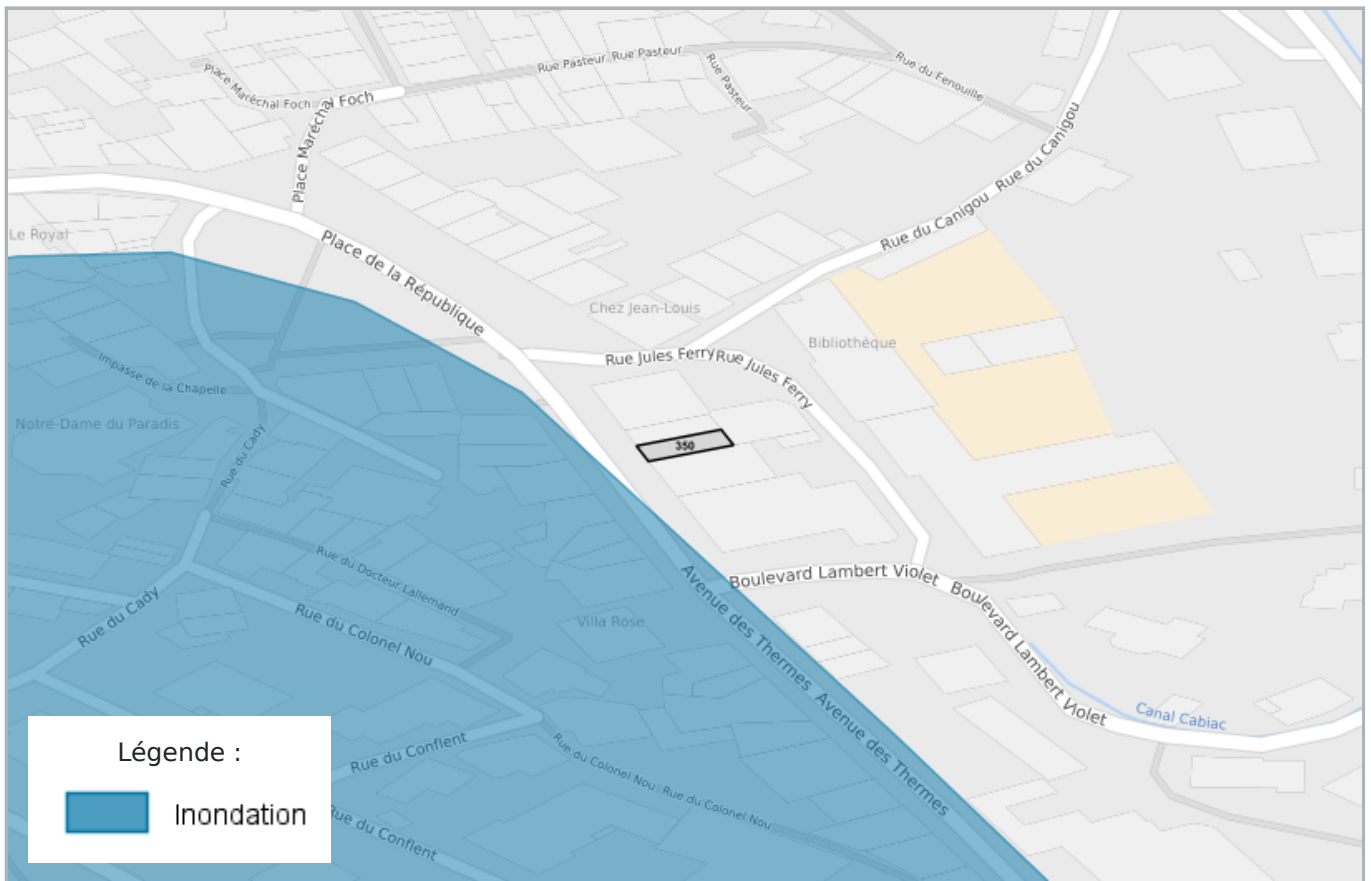 Rue Pasteur Rue Pasteur
Rue du Fenouille
Place Maréchal Foch
Foch
Rue Pasteur
Place Maréchal
Rue du Canigou Rue du Canigou
Le Royal
Place de la République
Chez Jean-Louis
Bibliothèque
Rue Jules Ferry
Rue Jules Ferry
Impasse de la Chapelle
Notre-Dame du Paradis
350
Rue du Cady
Rue du Docteur Lallemand
Boulevard Lambert Violet
Boulevard Lambert Violet
Avenue des Thermes
Avenue des Thermes
Rue du Cady
Rue du Colonel Nou
Villa Rose
Canal Cabiac
Rue du Conflent
Rue du Colonel Nou
Rue du Colonel Nou
Rue du Conflent
Légende :
Inondation